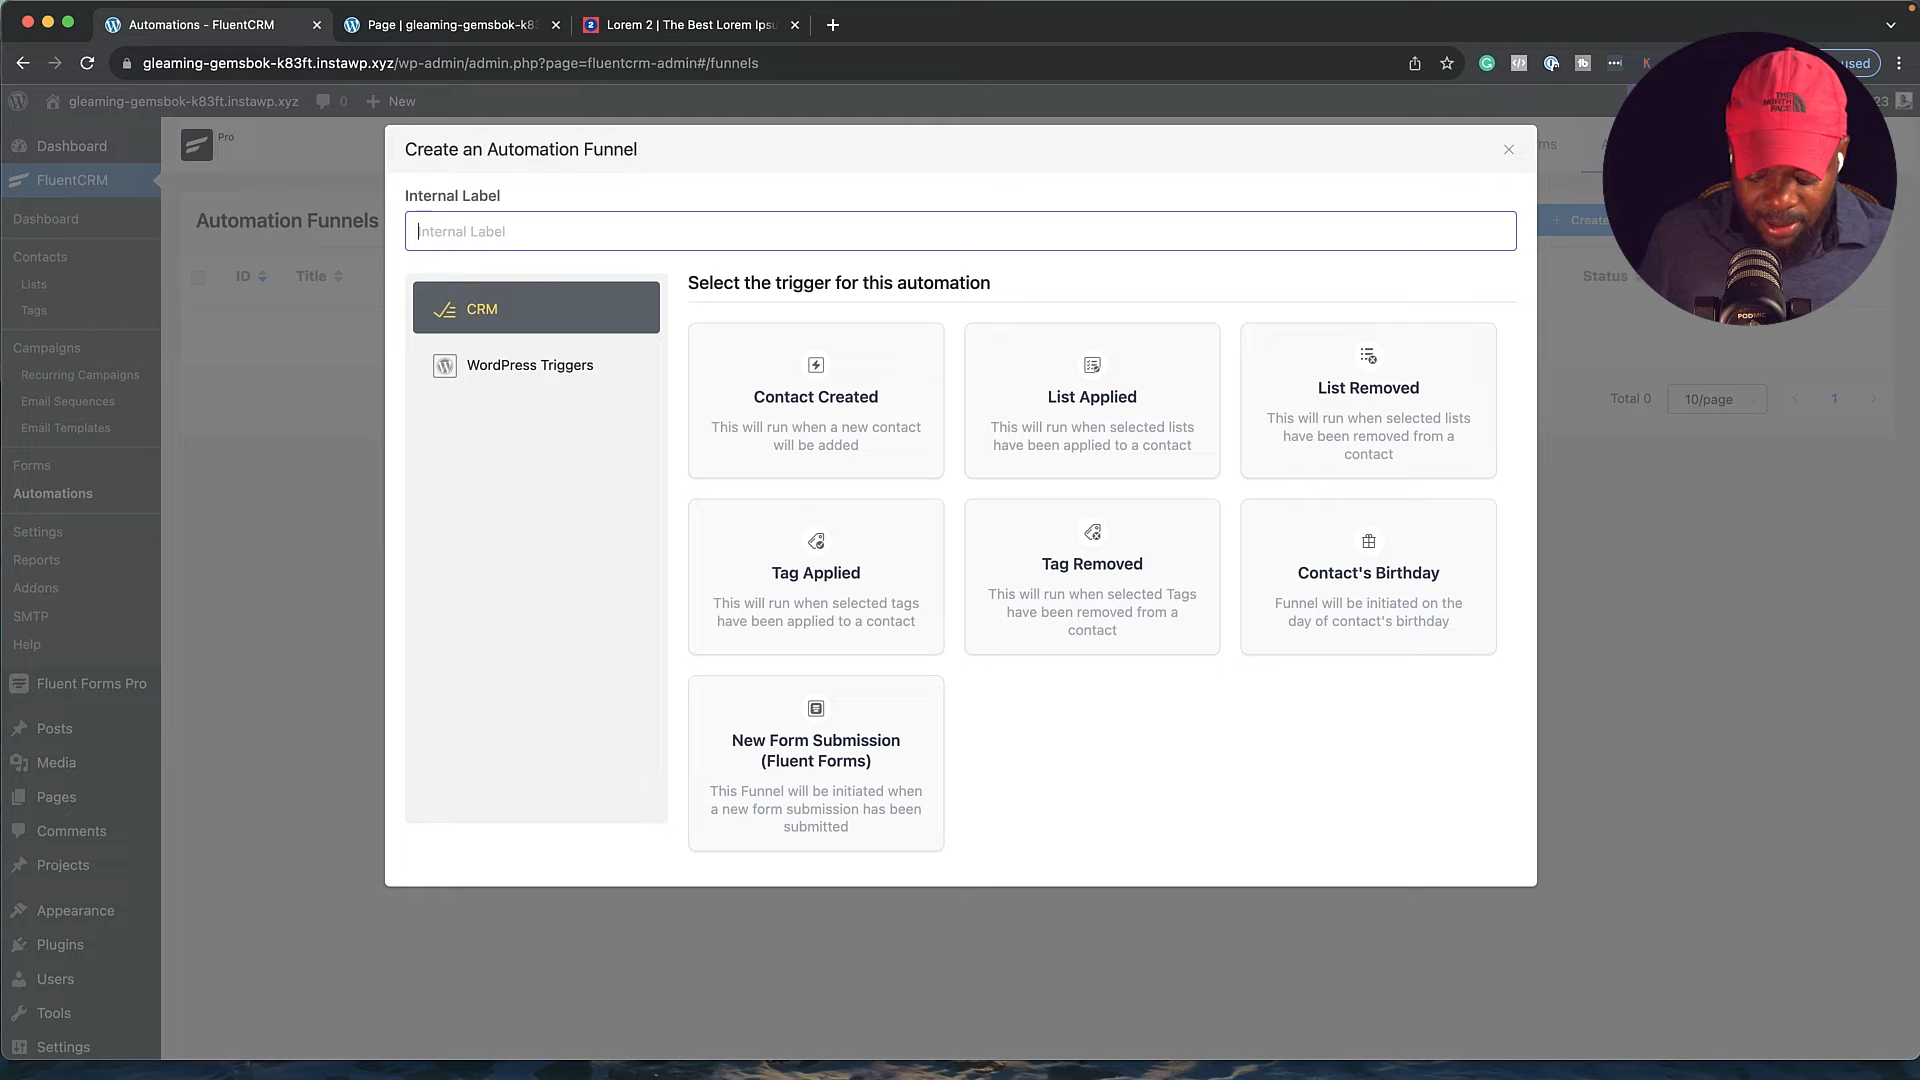 Automations - FluentCRM
Page | gleaming-gemsbok-k83
Lorem 2 | The Best Lorem Ipsu
gleaming-gemsbok-k83ft.instawp.xyz/wp-admin/admin.php?page=fluentcrm-admin#/funnels
gleaming-gemsbok-k83ft.instawp.xyz
0
New
Dashboard
FluentCRM
Dashboard
Contacts
Lists
Tags
Campaigns
Recurring Campaigns
Email Sequences
Email Templates
Forms
Automations
Settings
Reports
Addons
SMTP
Help
Fluent Forms Pro
Posts
Media
Pages
Comments
Projects
Appearance
Plugins
Users
Tools
Settings
Pro
Automation Funnels
ID
Title
Create
Status
Total 0
10/page
1
Create an Automation Funnel
Internal Label
Internal Label
CRM
WordPress Triggers
Select the trigger for this automation
Contact Created
This will run when a new contact
will be added
List Applied
This will run when selected lists
have been applied to a contact
List Removed
This will run when selected lists
have been removed from a
contact
Tag Applied
This will run when selected tags
have been applied to a contact
Tag Removed
This will run when selected Tags
have been removed from a
contact
Contact's Birthday
Funnel will be initiated on the
day of contact's birthday
New Form Submission
(Fluent Forms)
This Funnel will be initiated when
a new form submission has been
submitted
THE
NORTH
FACE
PODMIC